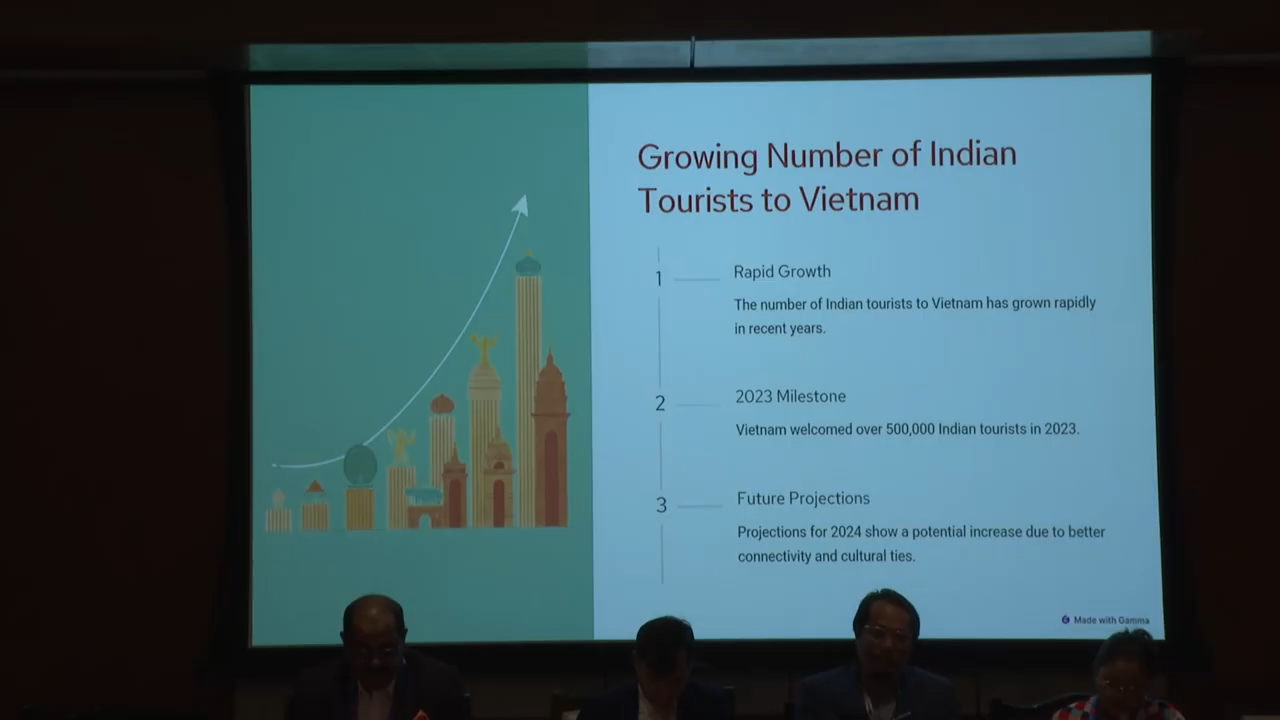 Growing Number of Indian
Tourists to Vietnam
1
Rapid Growth
The number of Indian tourists to Vietnam has grown rapidly
in recent years.
2
2023 Milestone
Vietnam welcomed over 500,000 Indian tourists in 2023.
3
Future Projections
Projections for 2024 show a potential increase due to better
connectivity and cultural ties.
Made with Gamma